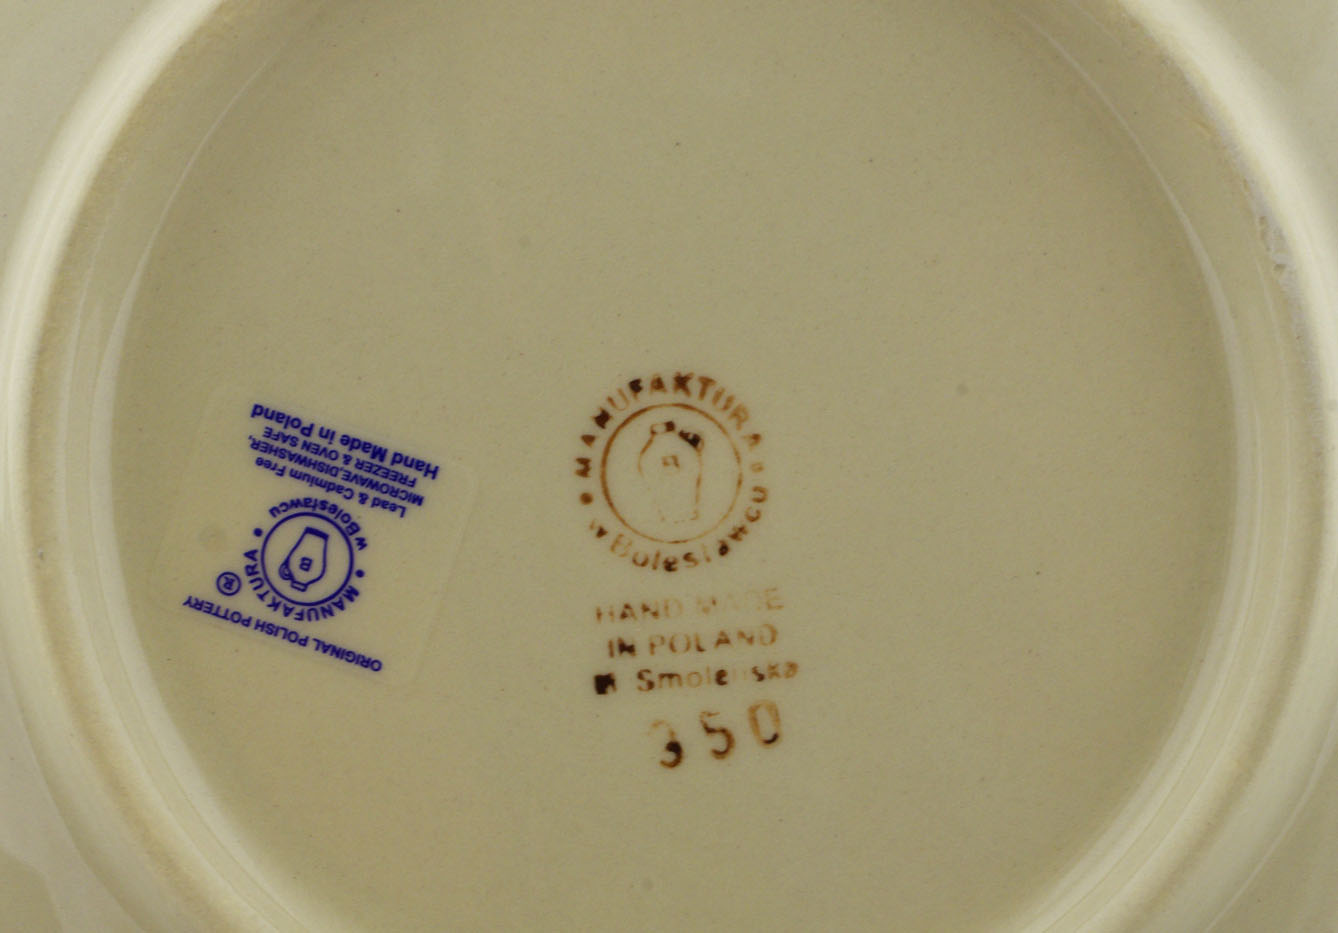 ORIGINAL POLISH POTTERY
MANUFAKTURA ®
w Bolesławcu
B
Lead & Cadmium Free
MICROWAVE,DISHWASHER,
FREEZER & OVEN SAFE
Hand Made in Poland
MANUFAKTURA
w Bolesławcu
HAND MADE
IN POLAND
Smolenska
350